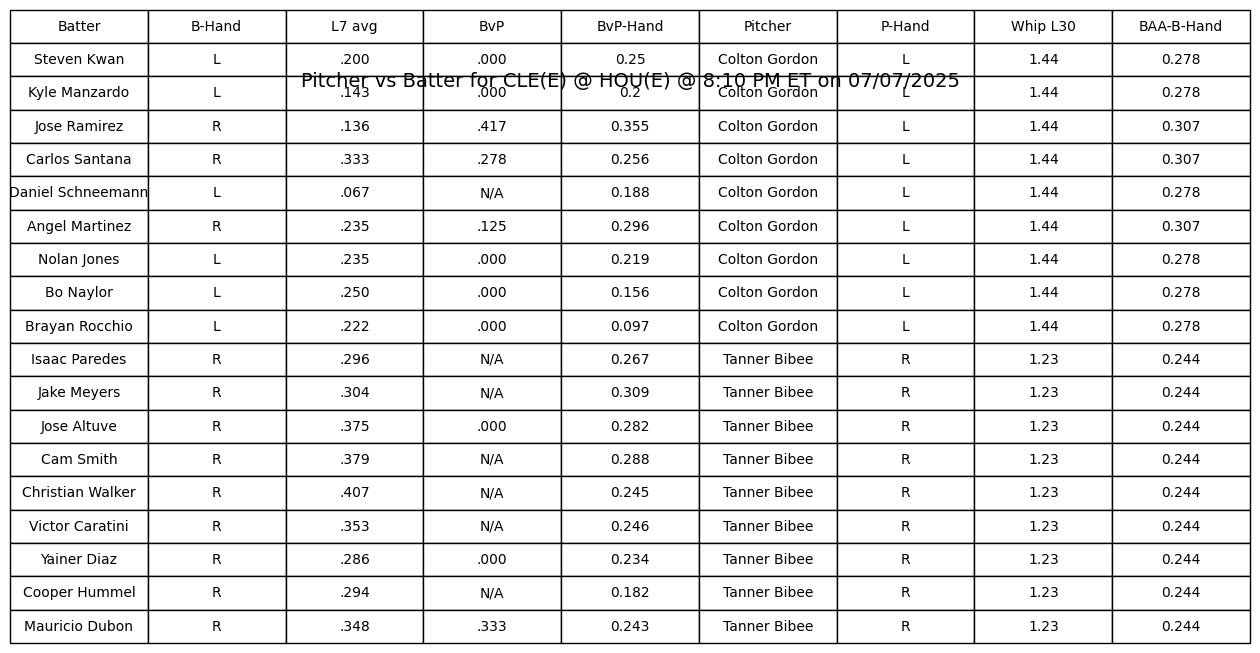 Batter B-Hand L7 avg BvP BvP-Hand Pitcher P-Hand Whip L30 BAA-B-Hand
Steven Kwan L .200 .000 0.25 Colton Gordon L 1.44 0.278
Pitcher vs Batter for CLE(E) @ HOU(E) @ 8:10 PM ET on 07/07/2025
Kyle Manzardo L .143 .000 0.2 Colton Gordon L 1.44 0.278
Jose Ramirez R .136 .417 0.355 Colton Gordon L 1.44 0.307
Carlos Santana R .333 .278 0.256 Colton Gordon L 1.44 0.307
Daniel Schneemann L .067 N/A 0.188 Colton Gordon L 1.44 0.278
Angel Martinez R .235 .125 0.296 Colton Gordon L 1.44 0.307
Nolan Jones L .235 .000 0.219 Colton Gordon L 1.44 0.278
Bo Naylor L .250 .000 0.156 Colton Gordon L 1.44 0.278
Brayan Rocchio L .222 .000 0.097 Colton Gordon L 1.44 0.278
Isaac Paredes R .296 N/A 0.267 Tanner Bibee R 1.23 0.244
Jake Meyers R .304 N/A 0.309 Tanner Bibee R 1.23 0.244
Jose Altuve R .375 .000 0.282 Tanner Bibee R 1.23 0.244
Cam Smith R .379 N/A 0.288 Tanner Bibee R 1.23 0.244
Christian Walker R .407 N/A 0.245 Tanner Bibee R 1.23 0.244
Victor Caratini R .353 N/A 0.246 Tanner Bibee R 1.23 0.244
Yainer Diaz R .286 .000 0.234 Tanner Bibee R 1.23 0.244
Cooper Hummel R .294 N/A 0.182 Tanner Bibee R 1.23 0.244
Mauricio Dubon R .348 .333 0.243 Tanner Bibee R 1.23 0.244